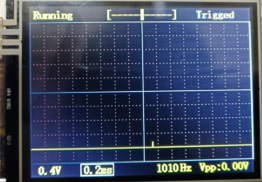 Running [----▮----] Trigged
0.4V 0.2ms 1010Hz Vpp:0.00V